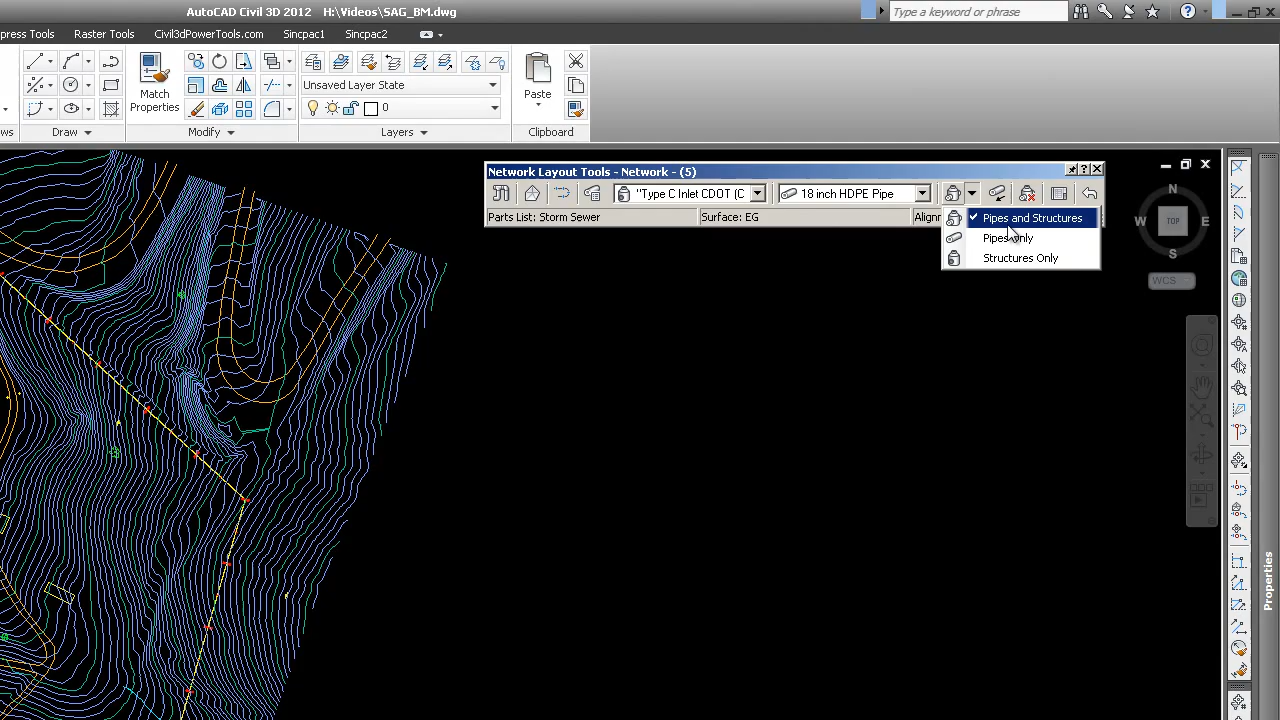 AutoCAD Civil 3D 2012 H:\Videos\SAG_BM.dwg
Type a keyword or phrase
press Tools Raster Tools Civil3dPowerTools.com Sincpac1 Sincpac2
Match Properties
Unsaved Layer State
0
Paste
ws Draw Modify Layers Clipboard
Network Layout Tools - Network - (5)
"Type C Inlet CDOT (C 18 inch HDPE Pipe
Parts List: Storm Sewer Surface: EG Alignm
Pipes and Structures
Pipes Only
Structures Only
N
W TOP E
S
WCS
Properties